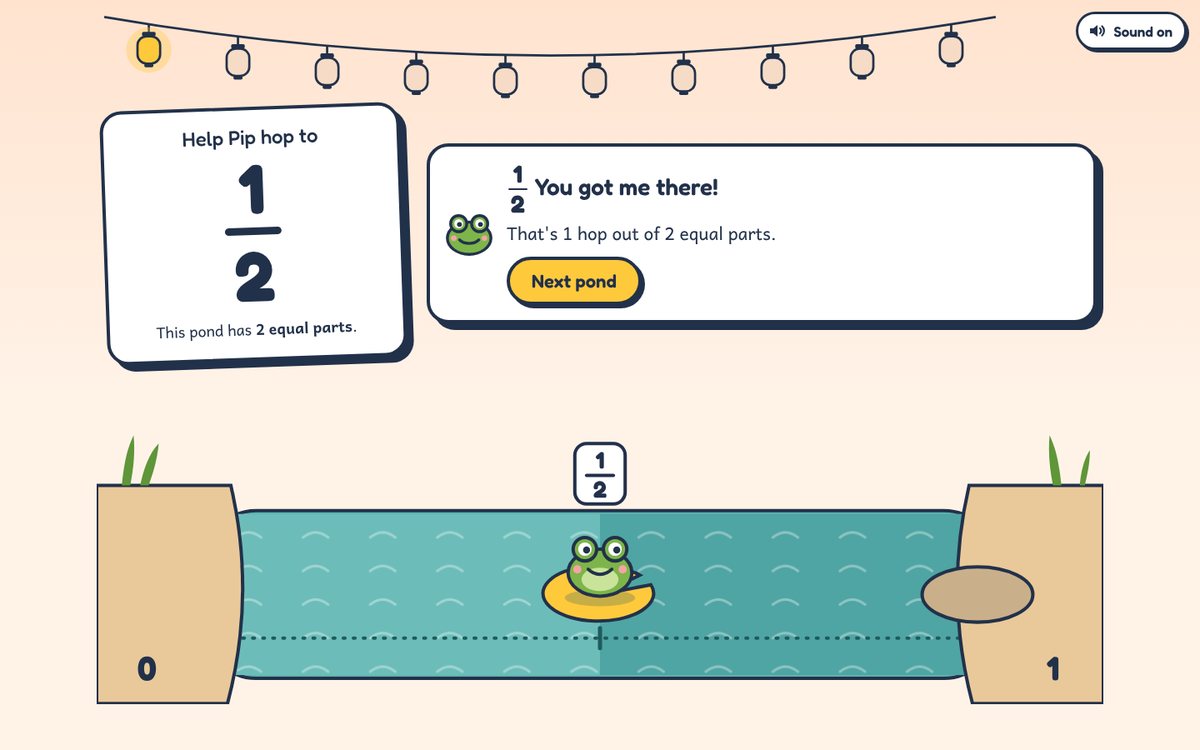 Sound on
Help Pip hop to
1
2
This pond has 2 equal parts.
1
2
You got me there!
That's 1 hop out of 2 equal parts.
Next pond
1
2
0
1